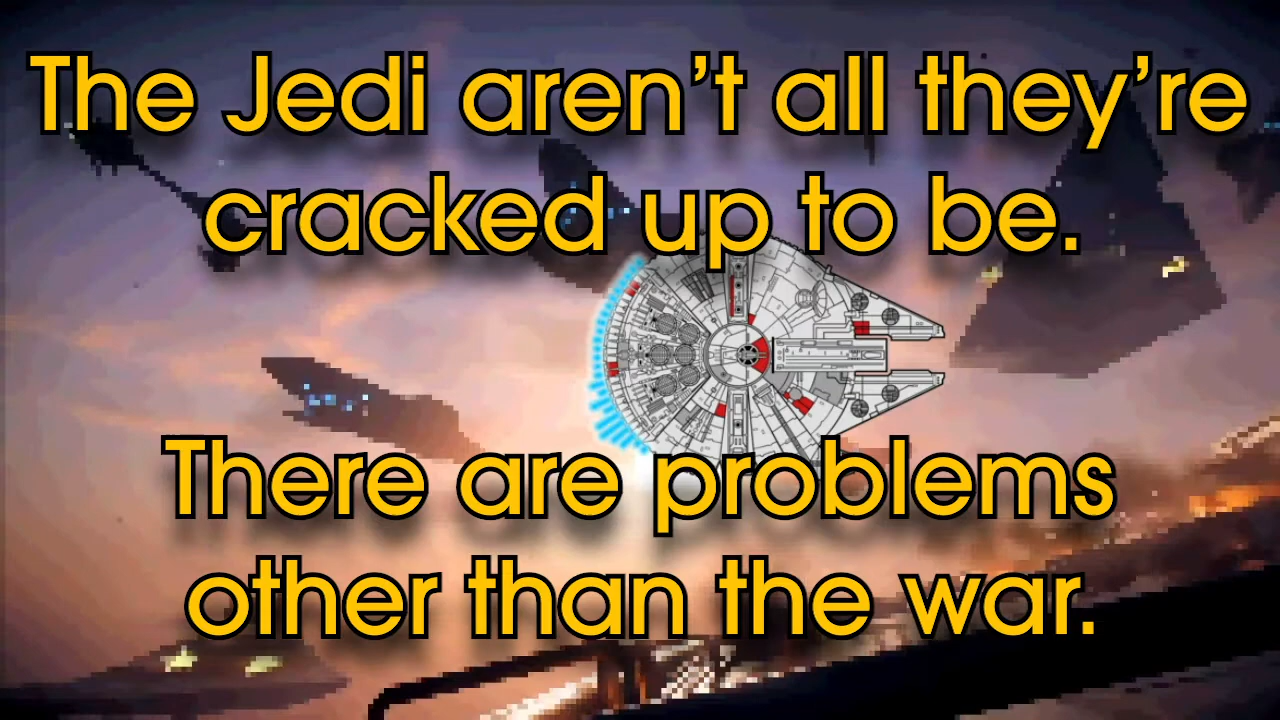 The Jedi aren’t all they’re
cracked up to be.
There are problems
other than the war.